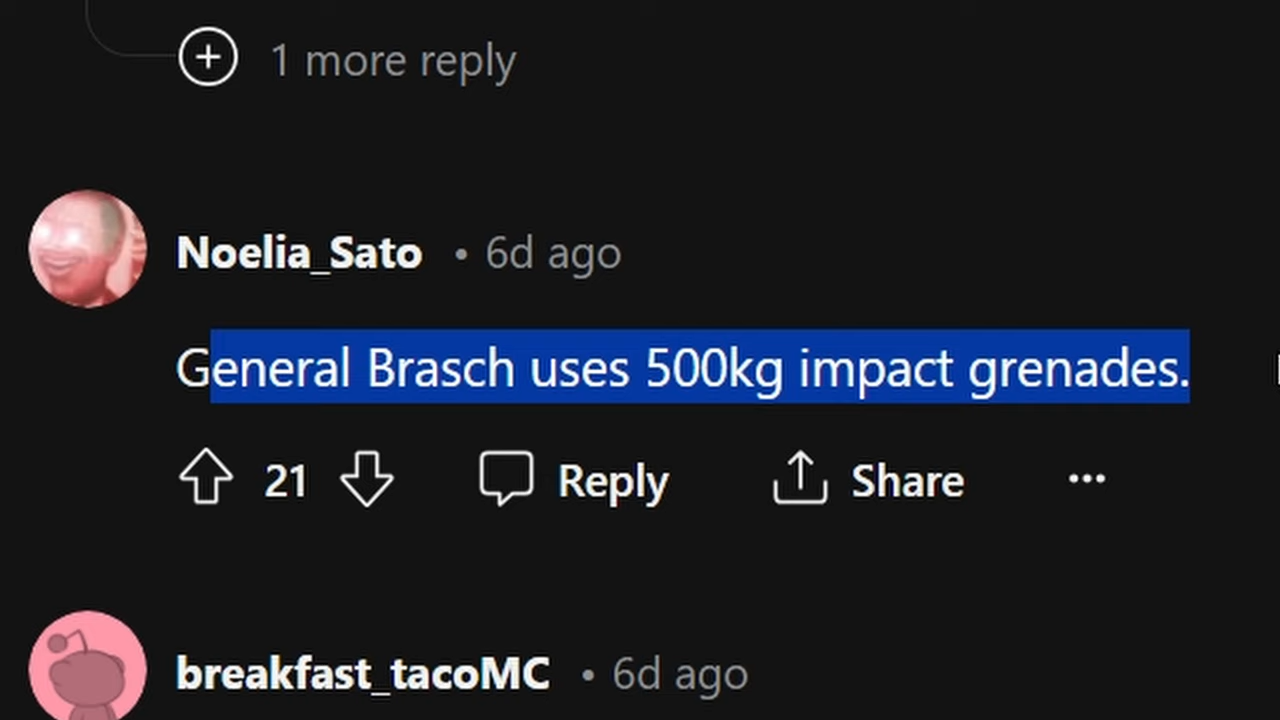 1 more reply
Noelia_Sato • 6d ago
General Brasch uses 500kg impact grenades.
21 Reply Share ...
breakfast_tacoMC • 6d ago